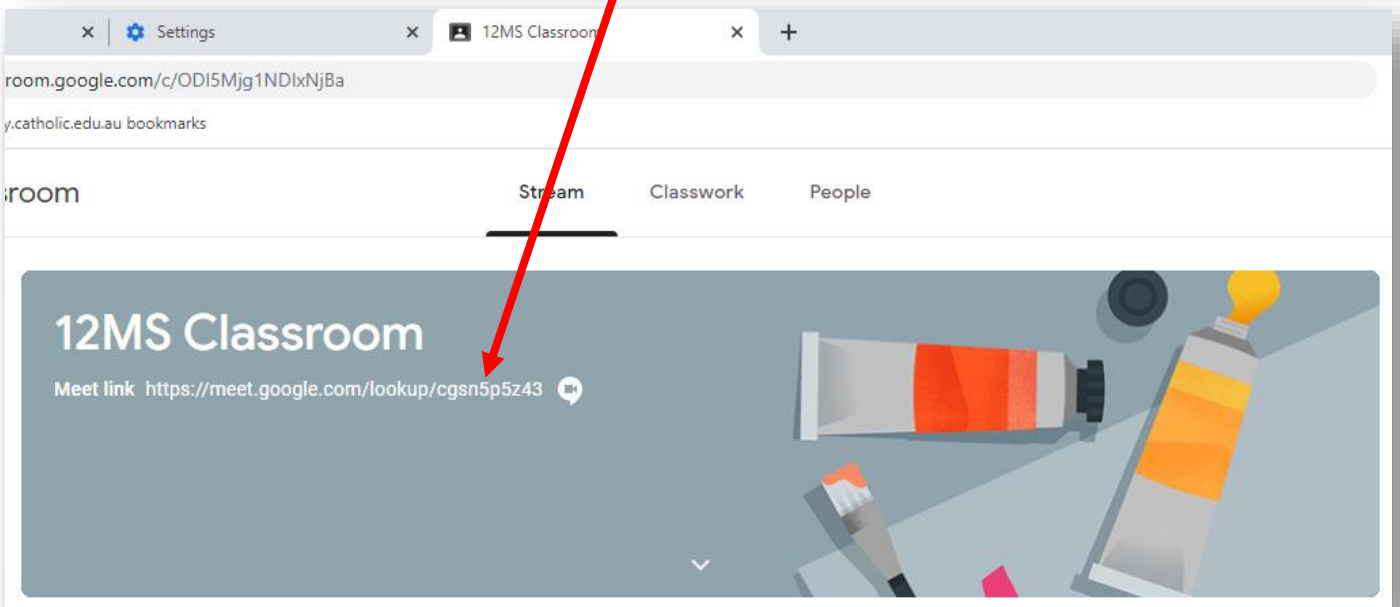 Settings 12MS Classroom
room.google.com/c/ODI5Mjg1NDIxNjBa
y.catholic.edu.au bookmarks
sroom Stream Classwork People
12MS Classroom
Meet link https://meet.google.com/lookup/cgsn5p5z43